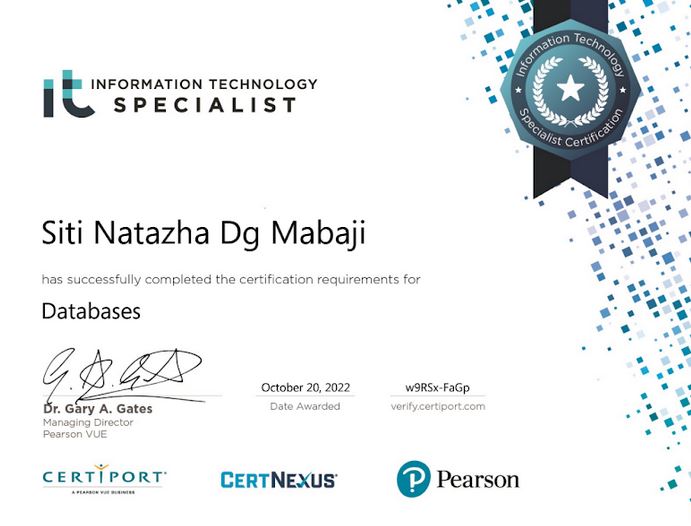 it INFORMATION TECHNOLOGY
SPECIALIST
Information Technology
Specialist Certification
Siti Natazha Dg Mabaji
has successfully completed the certification requirements for
Databases
Dr. Gary A. Gates
Managing Director
Pearson VUE
October 20, 2022
Date Awarded
w9RSx-FaGp
verify.certiport.com
CERTIPORT
A PEARSON VUE BUSINESS
CERTNEXUS
P Pearson